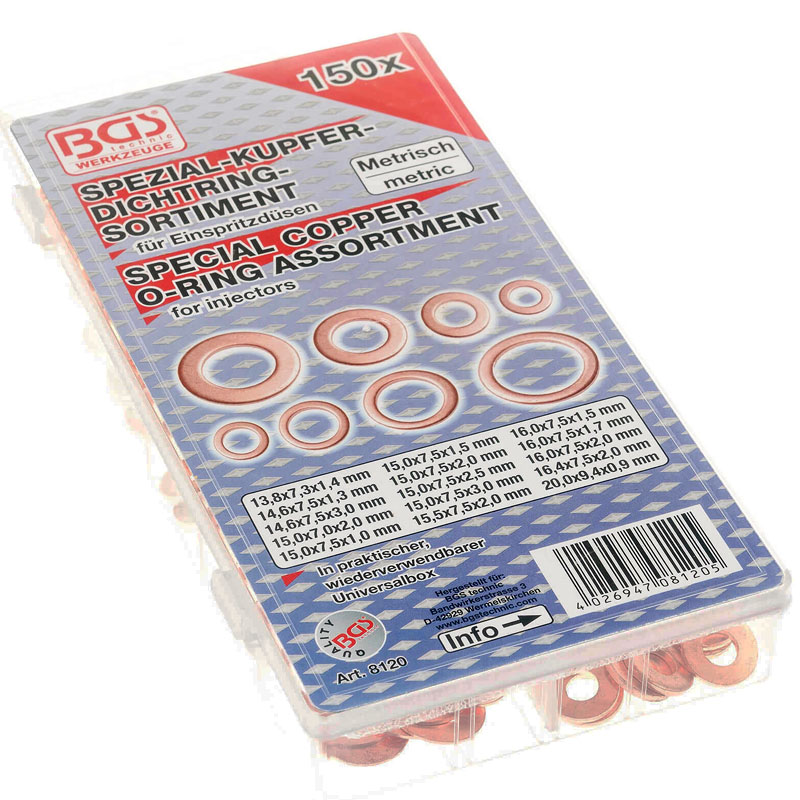 150x
BGS®
technic
WERKZEUGE
SPEZIAL-KUPFER-
DICHTRING-
SORTIMENT
für Einspritzdüsen
Metrisch
metric
SPECIAL COPPER
O-RING ASSORTMENT
for injectors
13,8x7,3x1,4 mm
14,6x7,5x1,3 mm
14,6x7,5x3,0 mm
15,0x7,0x2,0 mm
15,0x7,5x1,0 mm
15,0x7,5x1,5 mm
15,0x7,5x2,0 mm
15,0x7,5x2,5 mm
15,0x7,5x3,0 mm
15,5x7,5x2,0 mm
16,0x7,5x1,5 mm
16,0x7,5x1,7 mm
16,0x7,5x2,0 mm
16,4x7,5x2,0 mm
20,0x9,4x0,9 mm
In praktischer,
wiederverwendbarer
Universalbox
Hergestellt für:
BGS technic
Bandwirkerstrasse 3
D-42929 Wermelskirchen
www.bgstechnic.com
Info
4 026947 081205
QUALITY
BGS
Art. 8120